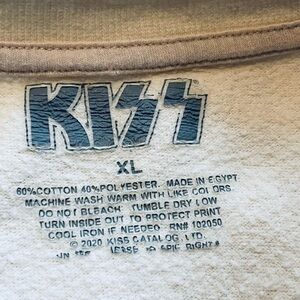 KISS
XL
60%COTTON 40%POLYESTER. MADE IN EGYPT
MACHINE WASH WARM WITH LIKE COLORS
DO NOT BLEACH. TUMBLE DRY LOW
TURN INSIDE OUT TO PROTECT PRINT
COOL IRON IF NEEDED. RN# 102050
© 2020 KISS CATALOG, LTD.